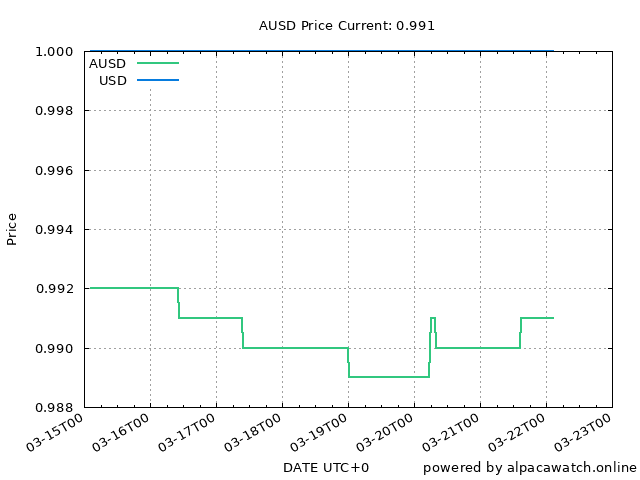 AUSD Price Current: 0.991
1.000
AUSD
USD
0.998
0.996
0.994
Price
0.992
0.990
0.988
03-15T00 03-16T00 03-17T00 03-18T00 03-19T00 03-20T00 03-21T00 03-22T00 03-23T00
DATE UTC+0
powered by alpacawatch.online